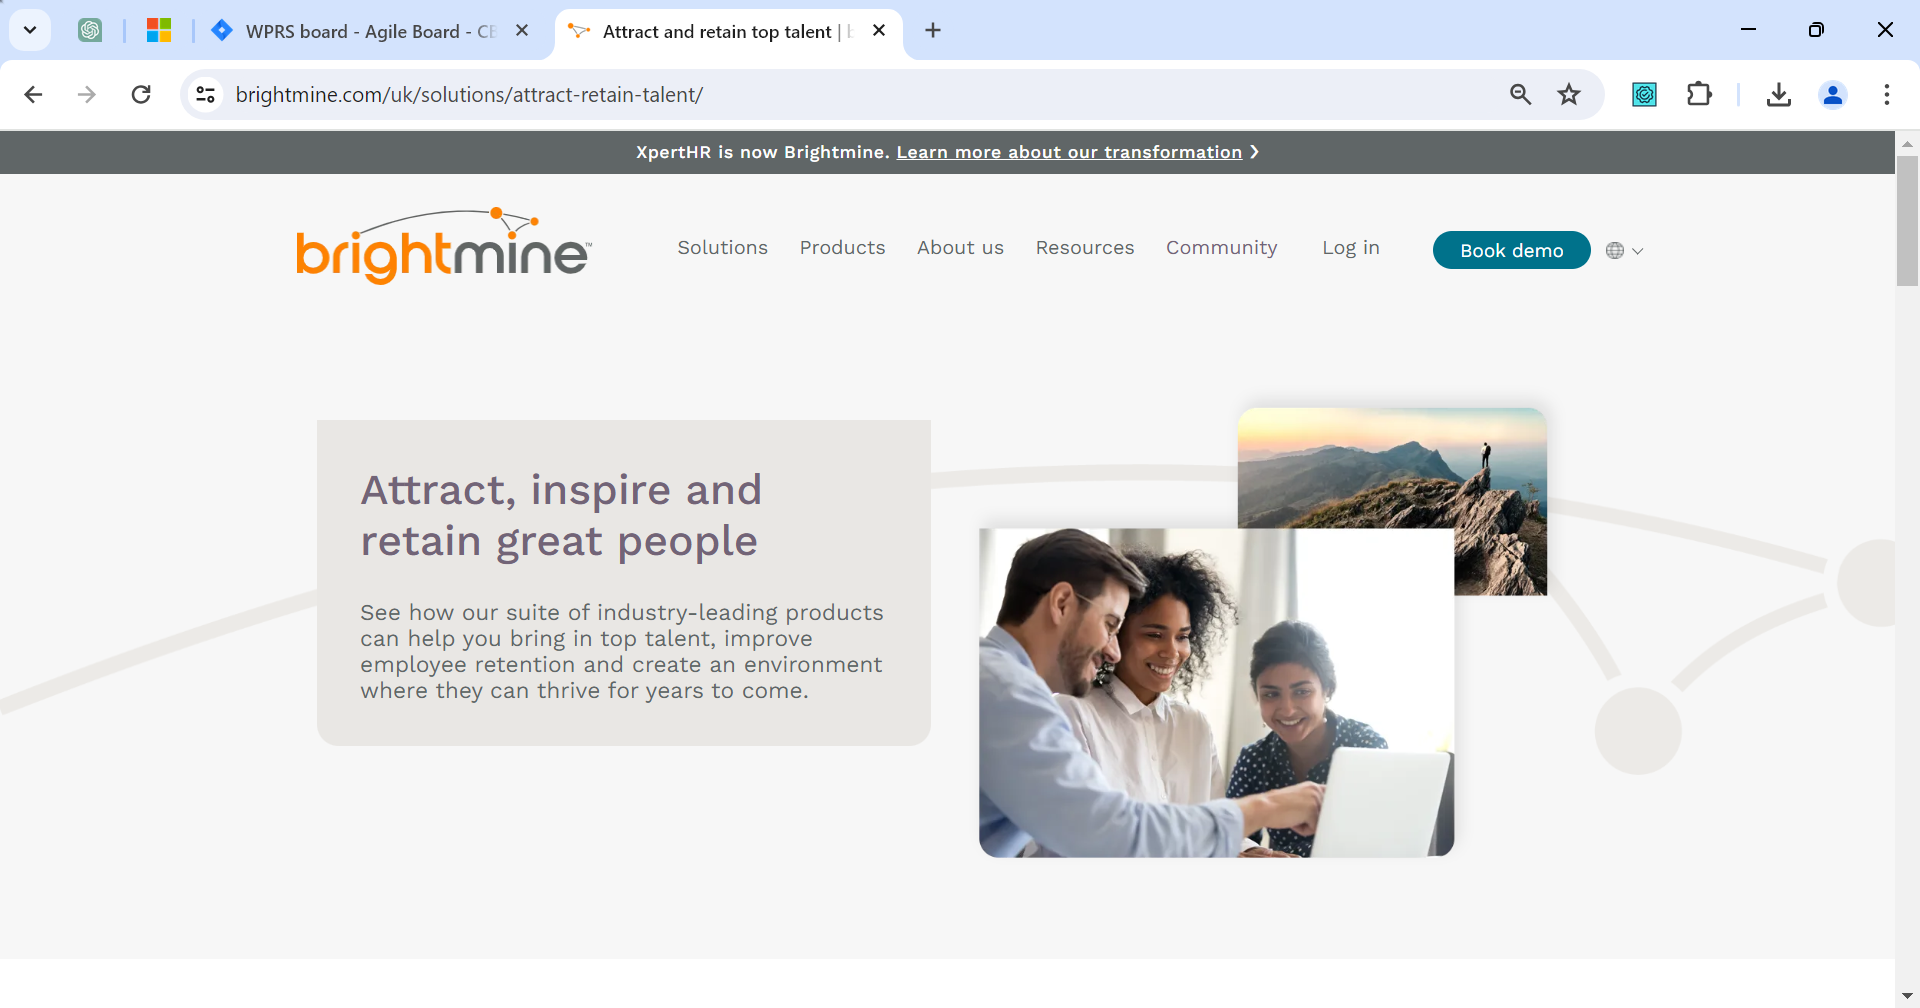 WPRS board - Agile Board - CE
Attract and retain top talent |
brightmine.com/uk/solutions/attract-retain-talent/
XpertHR is now Brightmine. Learn more about our transformation ❯
brightmine™
Solutions
Products
About us
Resources
Community
Log in
Book demo
Attract, inspire and
retain great people
See how our suite of industry-leading products
can help you bring in top talent, improve
employee retention and create an environment
where they can thrive for years to come.